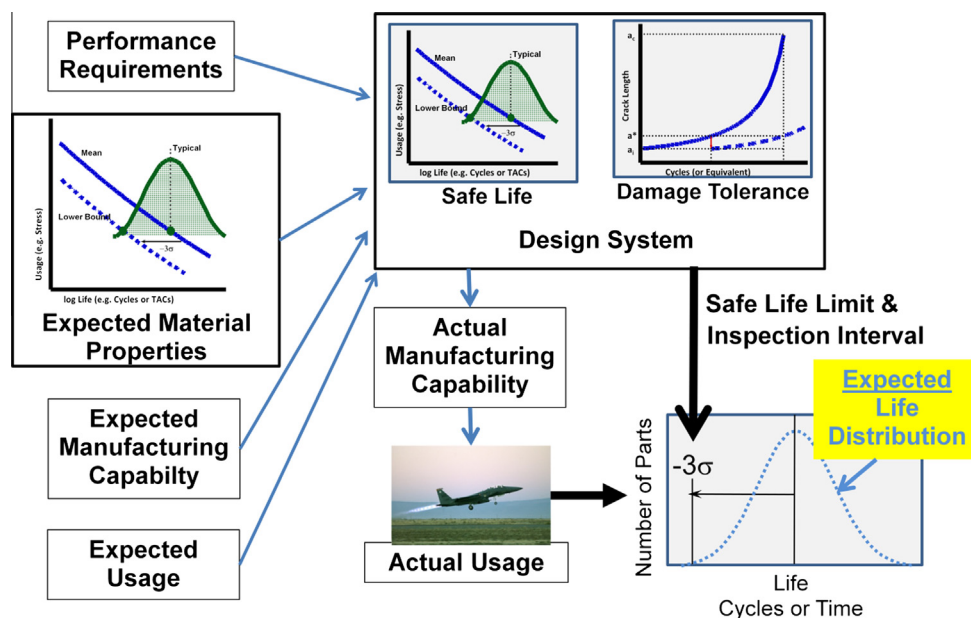 Performance
Requirements
Usage (e.g. Stress)
Mean
Typical
Lower Bound
-3σ
log Life (e.g. Cycles or TACs)
Safe Life
Crack Length
a_c
a*
a_i
Cycles (or Equivalent)
Damage Tolerance
Design System
Usage (e.g. Stress)
Mean
Typical
Lower Bound
-3σ
log Life (e.g. Cycles or TACs)
Expected Material
Properties
Expected
Manufacturing
Capabilty
Expected
Usage
Actual
Manufacturing
Capability
Actual Usage
Safe Life Limit &
Inspection Interval
Expected
Life
Distribution
Number of Parts
-3σ
Life
Cycles or Time